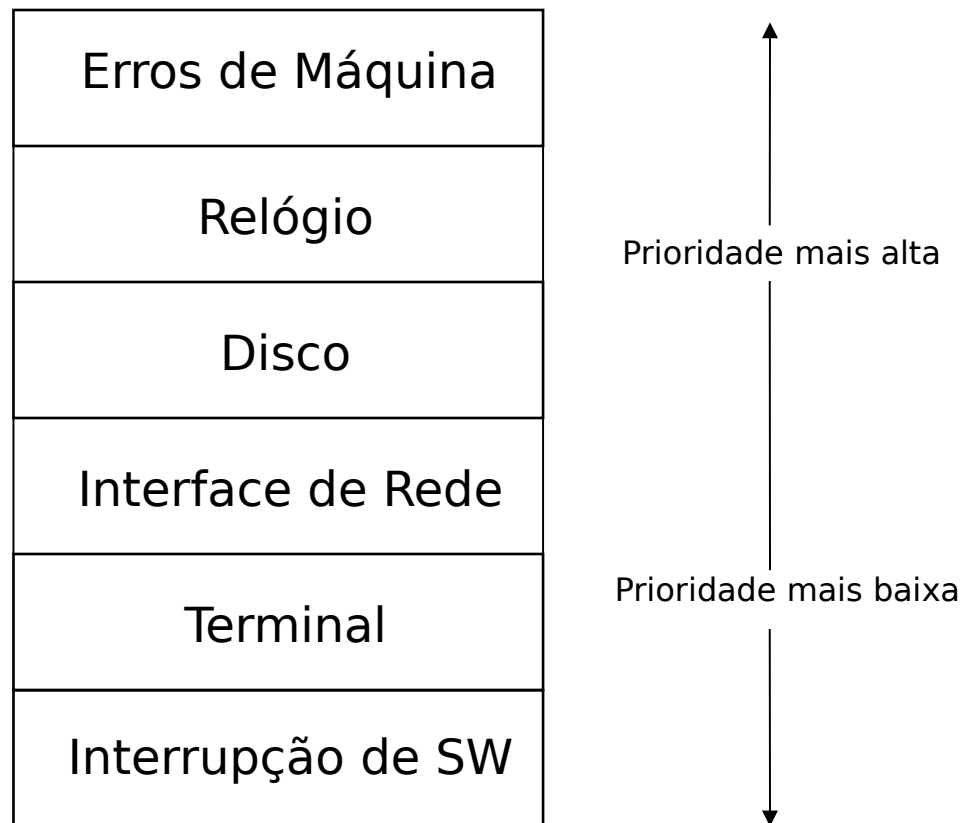 Erros de Máquina
Relógio
Prioridade mais alta
Disco
Interface de Rede
Prioridade mais baixa
Terminal
Interrupção de SW